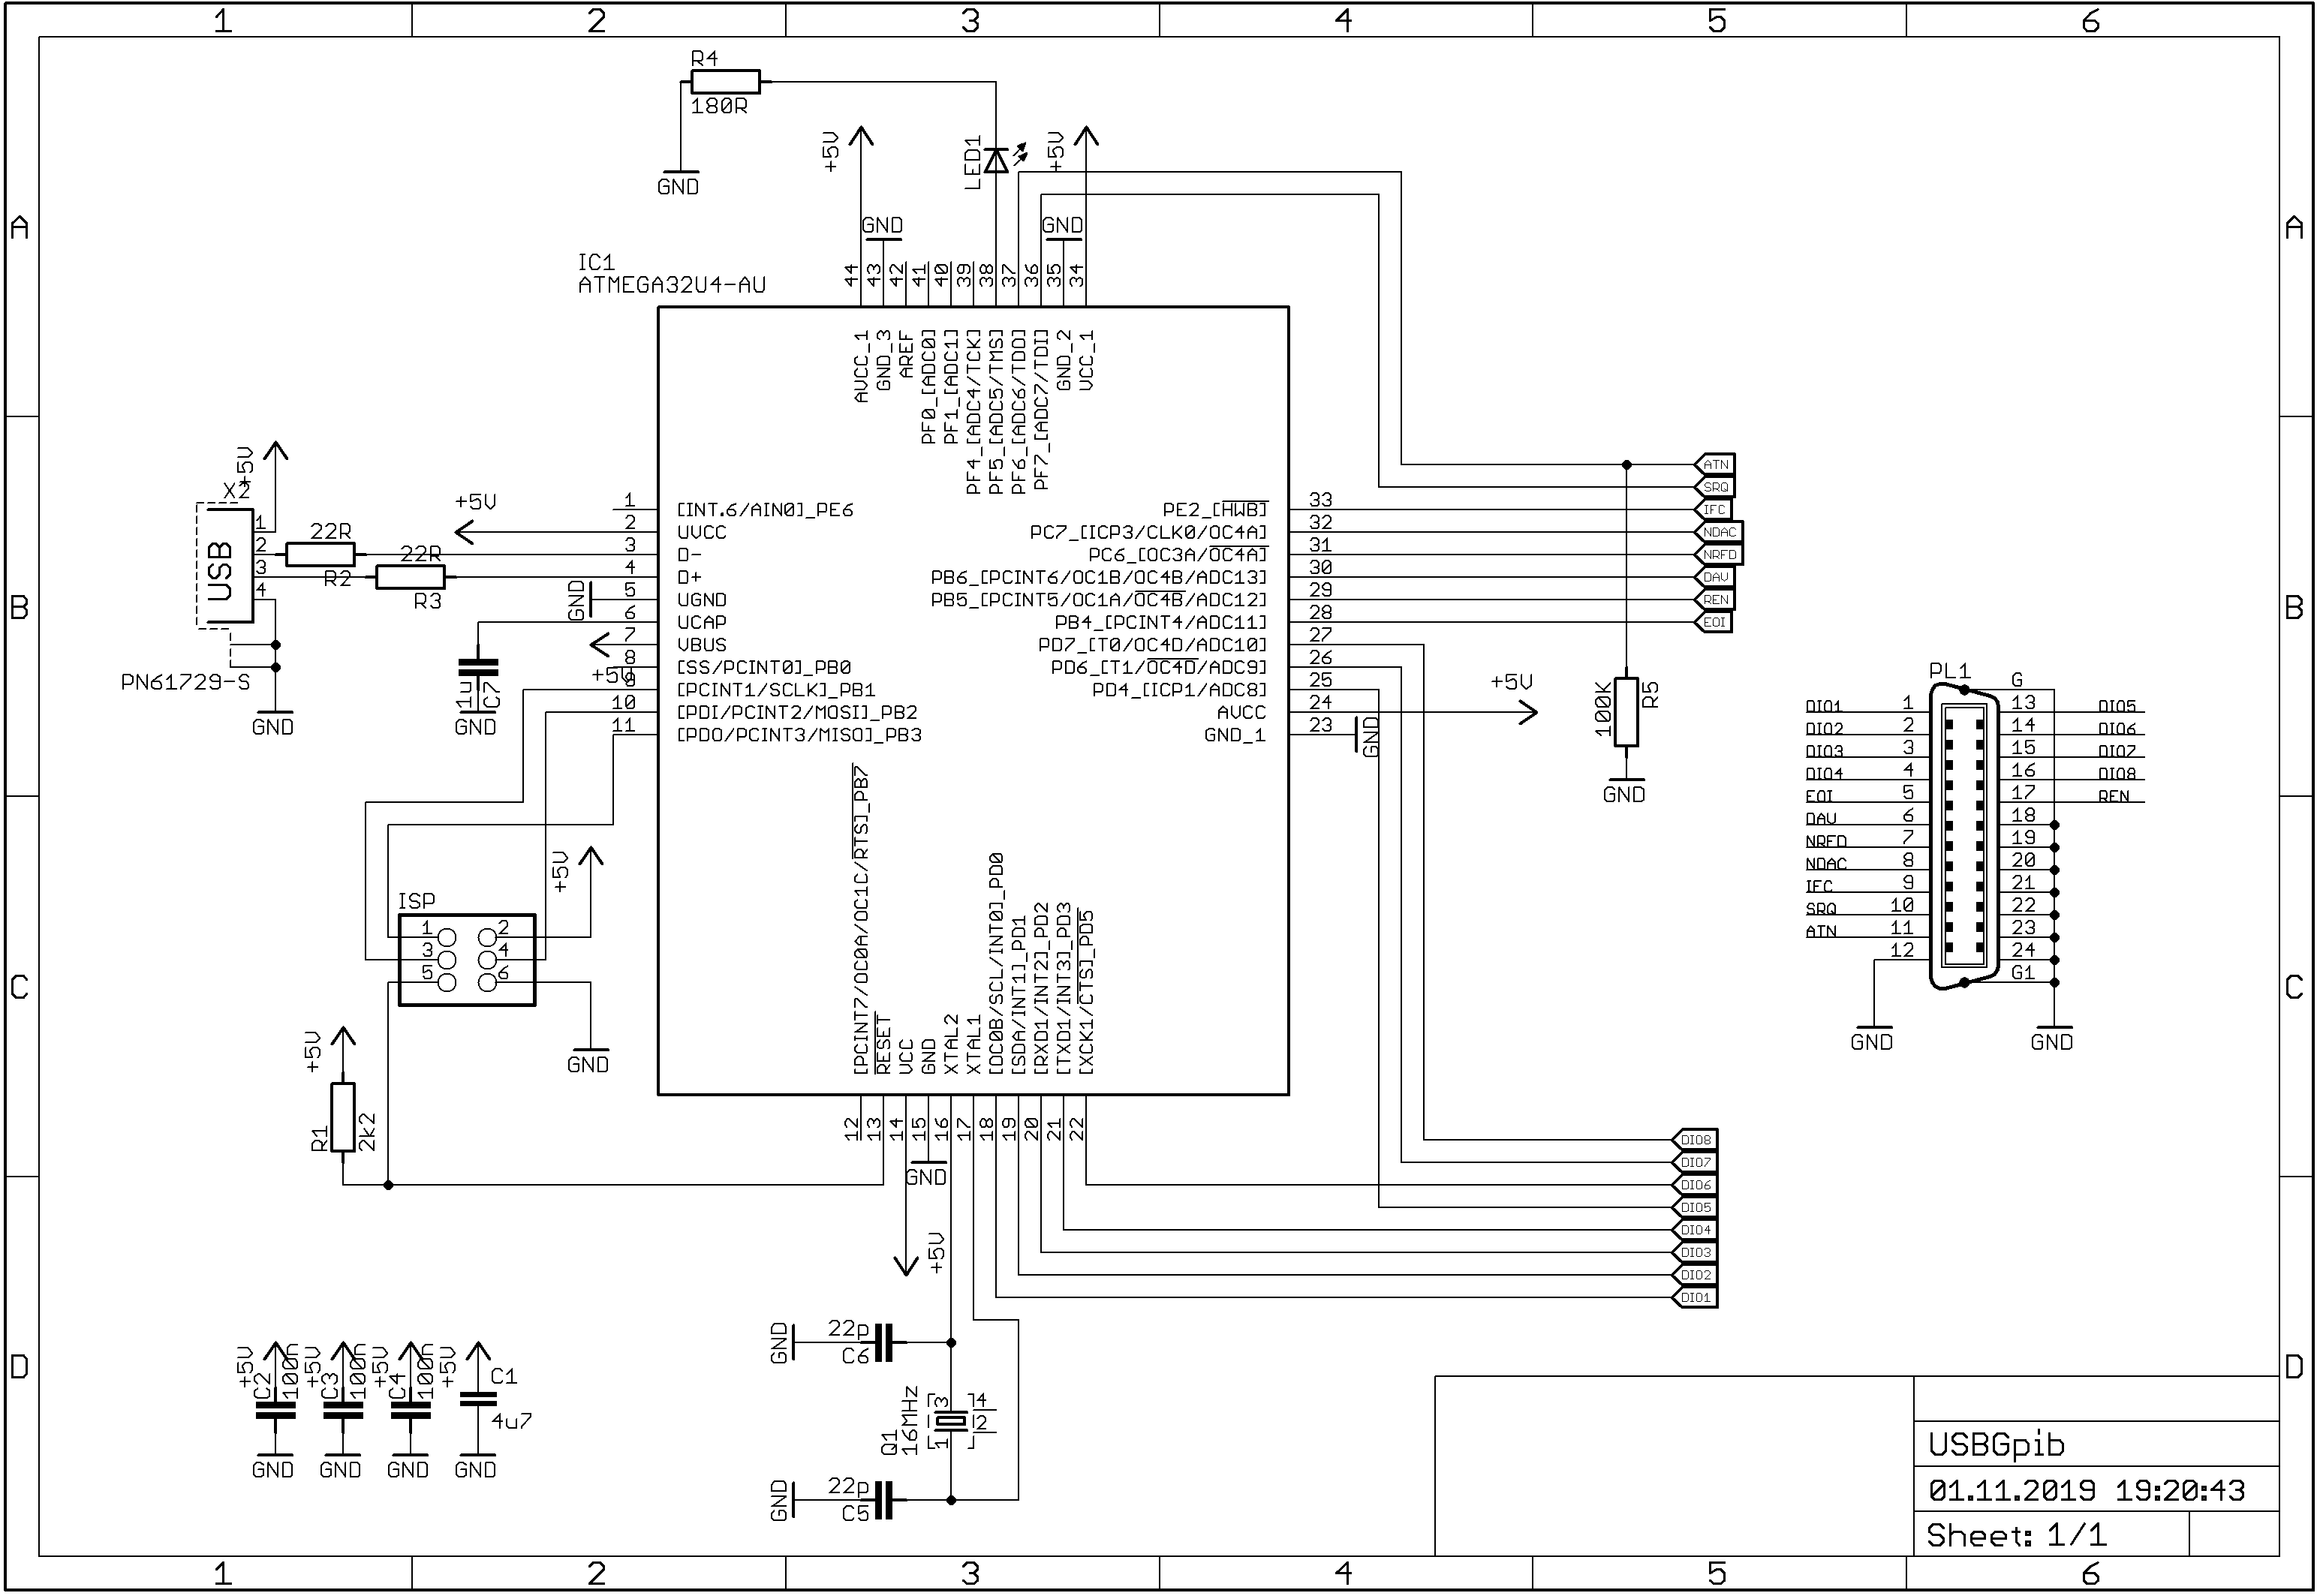 1 2 3 4 5 6
A A
B B
C C
D D
1 2 3 4 5 6
R4
180R
GND
+5V
LED1
+5V
GND
GND
IC1
ATMEGA32U4-AU
44 43 42 41 40 39 38 37 36 35 34
AVCC_1
GND_3
AREF
PF0_[ADC0]
PF1_[ADC1]
PF4_[ADC4/TCK]
PF5_[ADC5/TMS]
PF6_[ADC6/TDO]
PF7_[ADC7/TDI]
GND_2
VCC_1
1 [INT.6/AIN0]_PE6
2 UVCC
3 D-
4 D+
5 UGND
6 UCAP
7 VBUS
8 [SS/PCINT0]_PB0
9 [PCINT1/SCLK]_PB1
10 [PDI/PCINT2/MOSI]_PB2
11 [PDO/PCINT3/MISO]_PB3
PE2_[HWB] 33
PC7_[ICP3/CLK0/OC4A] 32
PC6_[OC3A/OC4A] 31
PB6_[PCINT6/OC1B/OC4B/ADC13] 30
PB5_[PCINT5/OC1A/OC4B/ADC12] 29
PB4_[PCINT4/ADC11] 28
PD7_[T0/OC4D/ADC10] 27
PD6_[T1/OC4D/ADC9] 26
PD4_[ICP1/ADC8] 25
AVCC 24
GND_1 23
[PCINT7/OC0A/OC1C/RTS]_PB7
RESET
VCC
GND
XTAL2
XTAL1
[OC0B/SCL/INT0]_PD0
[SDA/INT1]_PD1
[RXD1/INT2]_PD2
[TXD1/INT3]_PD3
[XCK1/CTS]_PD5
12 13 14 15 16 17 18 19 20 21 22
+5V
X2
USB
1
2
3
4
PN61729-S
GND
22R
R2
22R
R3
+5V
GND
+5V
1u
C7
GND
ATN
SRQ
IFC
NDAC
NRFD
DAV
REN
EOI
+5V
GND
100K
R5
GND
PL1
G
DIO1 1 13 DIO5
DIO2 2 14 DIO6
DIO3 3 15 DIO7
DIO4 4 16 DIO8
EOI 5 17 REN
DAV 6 18
NRFD 7 19
NDAC 8 20
IFC 9 21
SRQ 10 22
ATN 11 23
12 24
G1
GND GND
ISP
1 2
3 4
5 6
+5V
GND
+5V
R1
2k2
GND
+5V
DIO8
DIO7
DIO6
DIO5
DIO4
DIO3
DIO2
DIO1
GND
22p
C6
Q1
16MHz
3 4
1 2
GND
22p
C5
+5V C2 100n GND
+5V C3 100n GND
+5V C4 100n GND
+5V C1 4u7 GND
USBGpib
01.11.2019 19:20:43
Sheet: 1/1